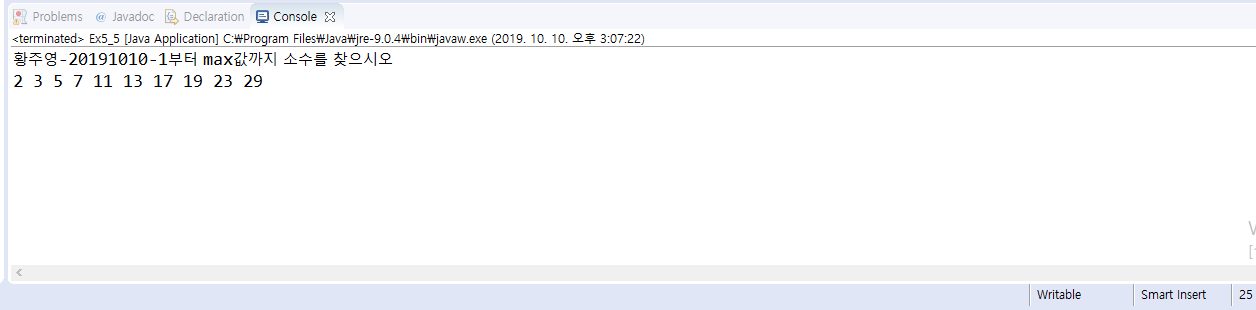 Problems @ Javadoc Declaration Console
<terminated> Ex5_5 [Java Application] C:₩Program Files₩Java₩jre-9.0.4₩bin₩javaw.exe (2019. 10. 10. 오후 3:07:22)
황주영-20191010-1부터 max값까지 소수를 찾으시오
2 3 5 7 11 13 17 19 23 29
Writable Smart Insert 25